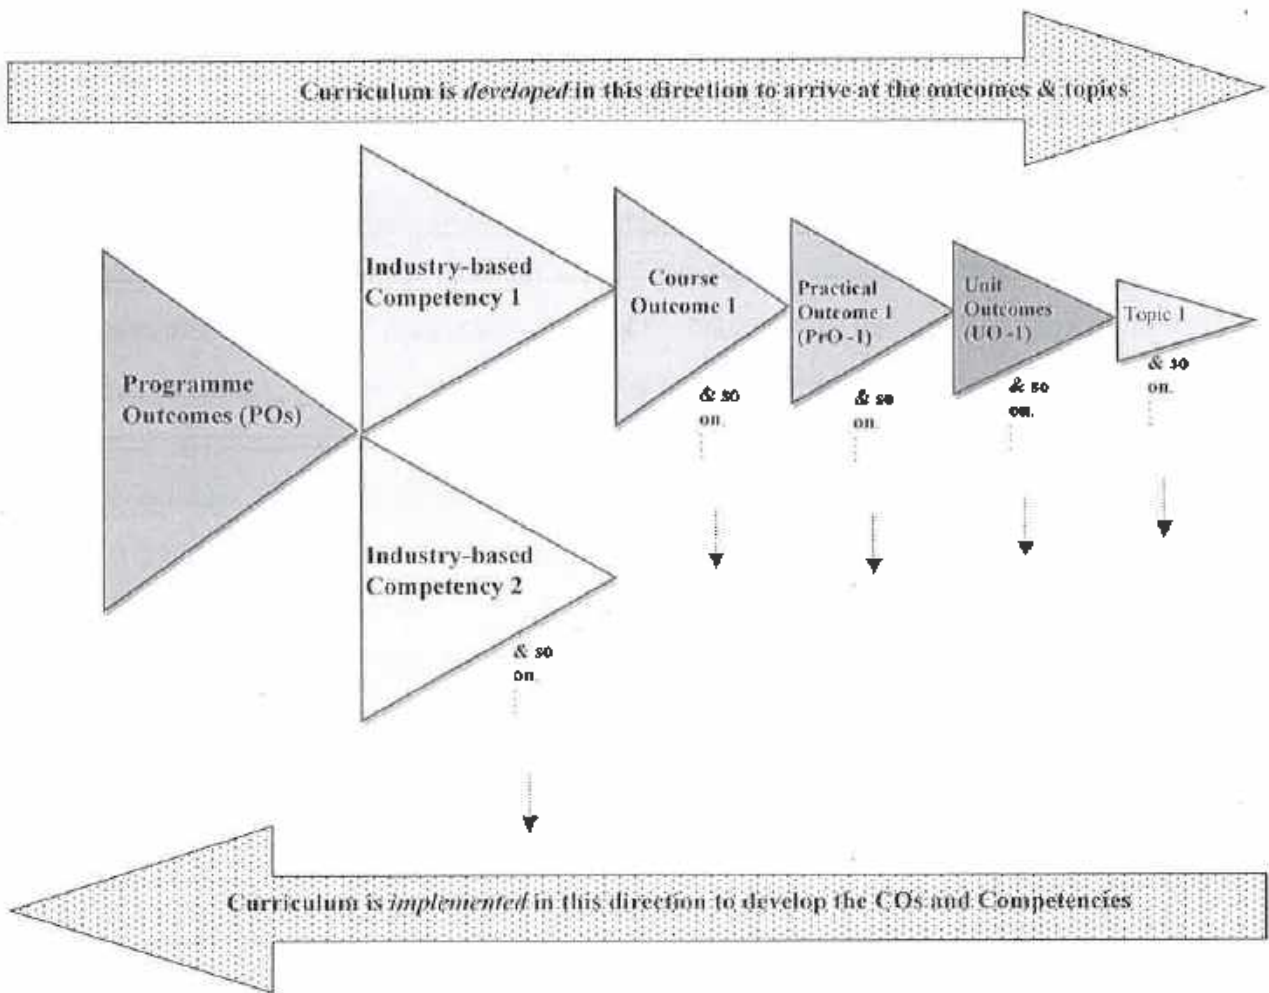 Curriculum is developed in this direction to arrive at the outcomes & topics
Industry-based
Competency 1
Course
Outcome 1
Practical
Outcome 1
(PrO -1)
Unit
Outcomes
(UO -1)
Topic 1
Programme
Outcomes (POs)
& so
on.
& so
on.
& so
on.
& so
on.
Industry-based
Competency 2
& so
on.
Curriculum is implemented in this direction to develop the COs and Competencies